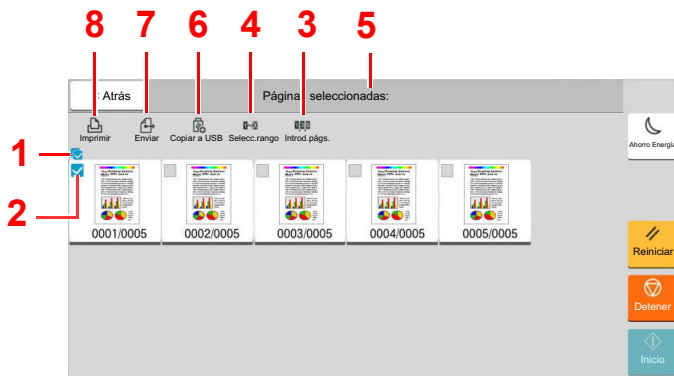 8 7 6 4 3 5
< Atrás
Páginas seleccionadas:
Imprimir
Enviar
Copiar a USB
Selecc.rango
Introd.págs.
Ahorro Energía
1
2
0001/0005
0002/0005
0003/0005
0004/0005
0005/0005
Reiniciar
Detener
Inicio